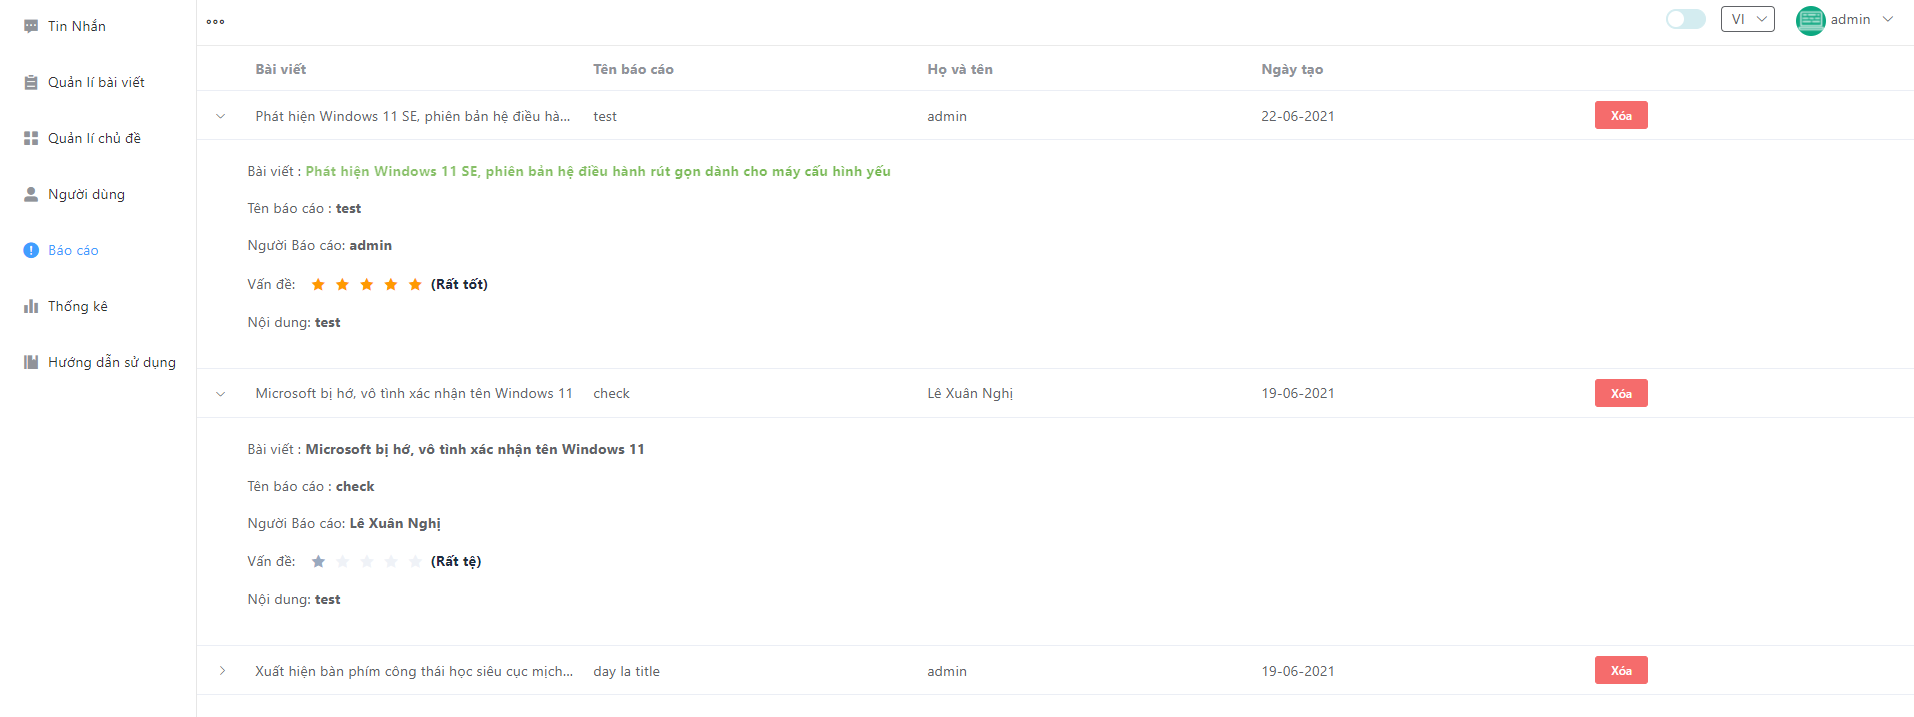 Tin Nhắn
Quản lí bài viết
Quản lí chủ đề
Người dùng
Báo cáo
Thống kê
Hướng dẫn sử dụng
VI admin
Bài viết Tên báo cáo Họ và tên Ngày tạo
Phát hiện Windows 11 SE, phiên bản hệ điều hà... test admin 22-06-2021 Xóa
Bài viết : Phát hiện Windows 11 SE, phiên bản hệ điều hành rút gọn dành cho máy cấu hình yếu
Tên báo cáo : test
Người Báo cáo: admin
Vấn đề: (Rất tốt)
Nội dung: test
Microsoft bị hớ, vô tình xác nhận tên Windows 11 check Lê Xuân Nghị 19-06-2021 Xóa
Bài viết : Microsoft bị hớ, vô tình xác nhận tên Windows 11
Tên báo cáo : check
Người Báo cáo: Lê Xuân Nghị
Vấn đề: (Rất tệ)
Nội dung: test
Xuất hiện bàn phím công thái học siêu cục mịch... day la title admin 19-06-2021 Xóa